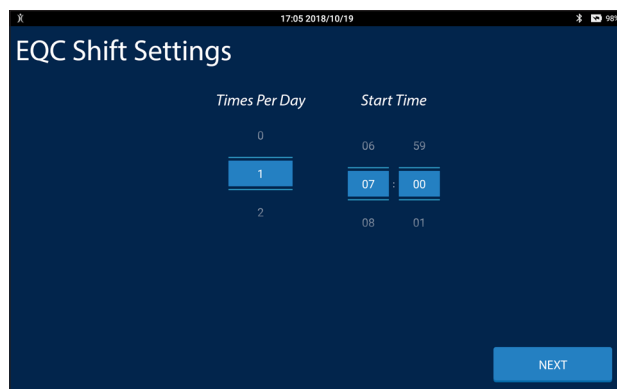 17:05 2018/10/19
98%
EQC Shift Settings
Times Per Day
Start Time
0
06 59
1
07 : 00
2
08 01
NEXT